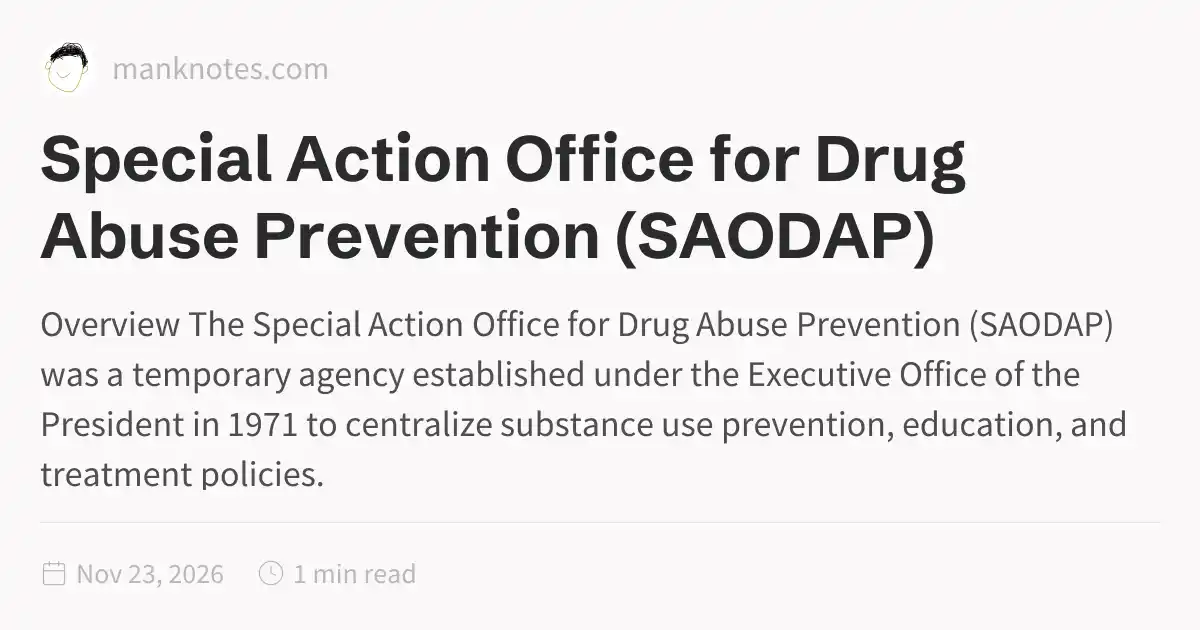 manknotes.com
Special Action Office for Drug
Abuse Prevention (SAODAP)
Overview The Special Action Office for Drug Abuse Prevention (SAODAP)
was a temporary agency established under the Executive Office of the
President in 1971 to centralize substance use prevention, education, and
treatment policies.
Nov 23, 2026 1 min read